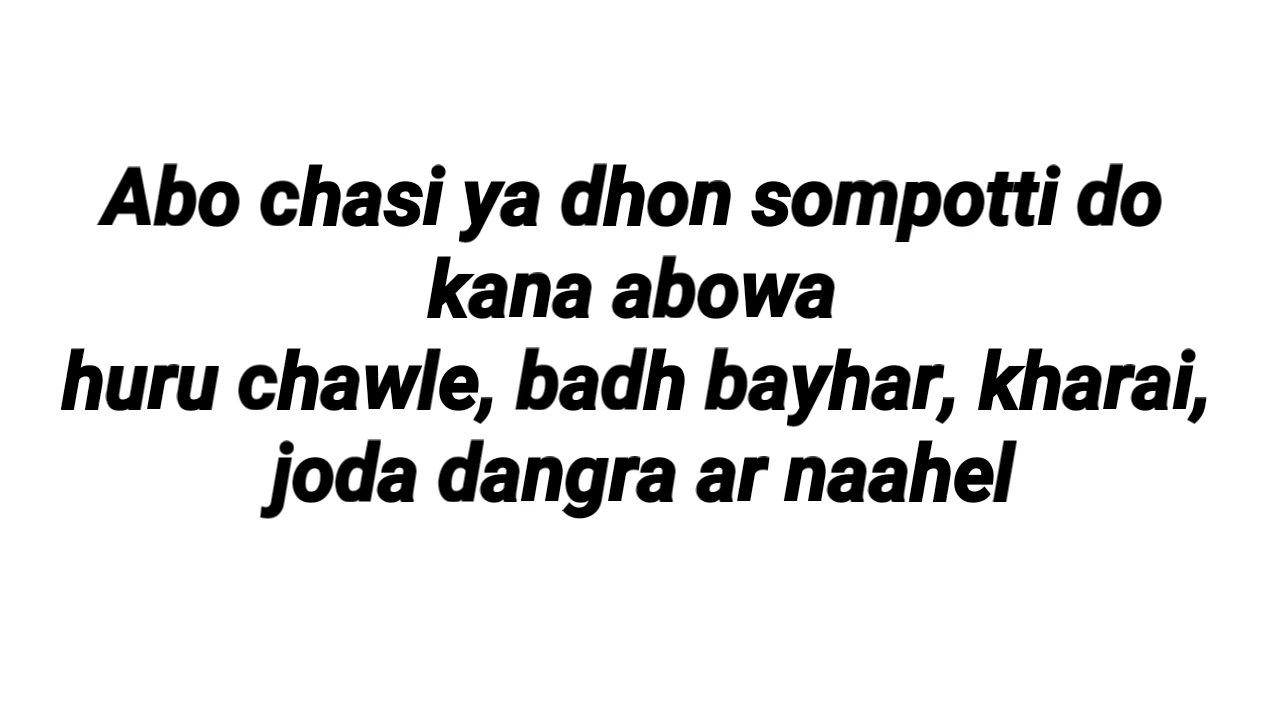 Abo chasi ya dhon sompotti do
kana abowa
huru chawle, badh bayhar, kharai,
joda dangra ar naahel